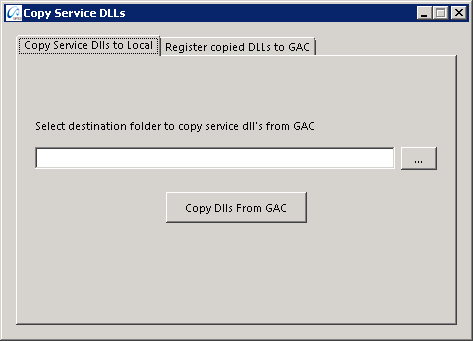 Copy Service DLLs
Copy Service Dlls to Local
Register copied DLLs to GAC
Select destination folder to copy service dll's from GAC
...
Copy Dlls From GAC